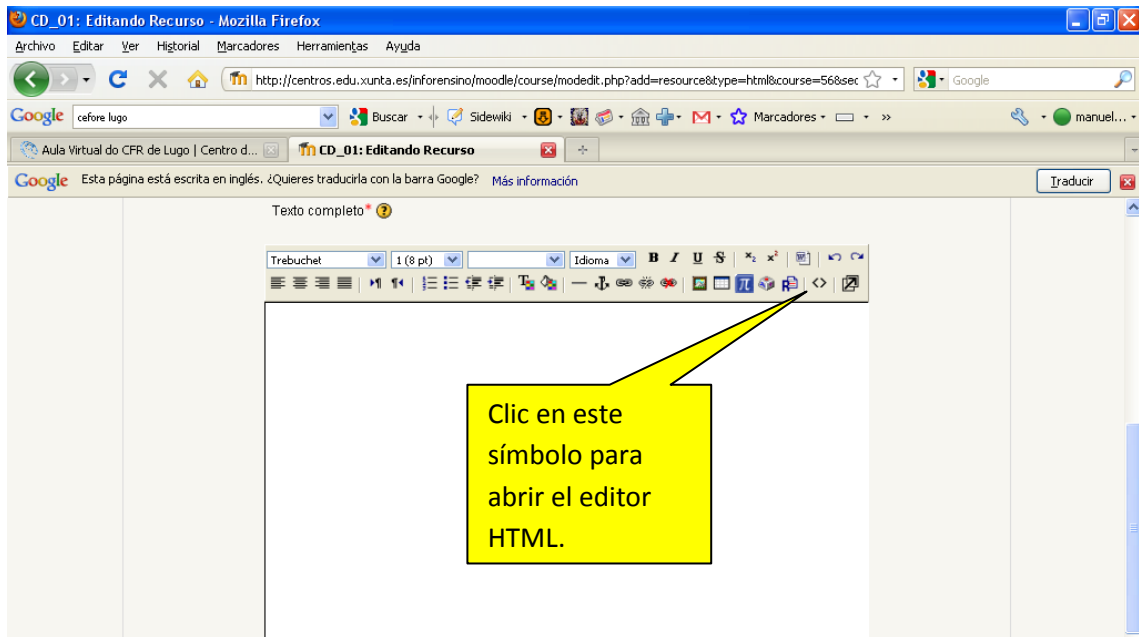 CD_01: Editando Recurso - Mozilla Firefox
Archivo Editar Ver Historial Marcadores Herramientas Ayuda
http://centros.edu.xunta.es/inforensino/moodle/course/modedit.php?add=resource&type=html&course=56&sec Google
Google cefore lugo Buscar Sidewiki Marcadores » manuel...
Aula Virtual do CFR de Lugo | Centro d... CD_01: Editando Recurso
Google Esta página está escrita en inglés. ¿Quieres traducirla con la barra Google? Más información Traducir
Texto completo* ?
Trebuchet 1 (8 pt) Idioma B I U S x₂ x²
Clic en este
símbolo para
abrir el editor
HTML.